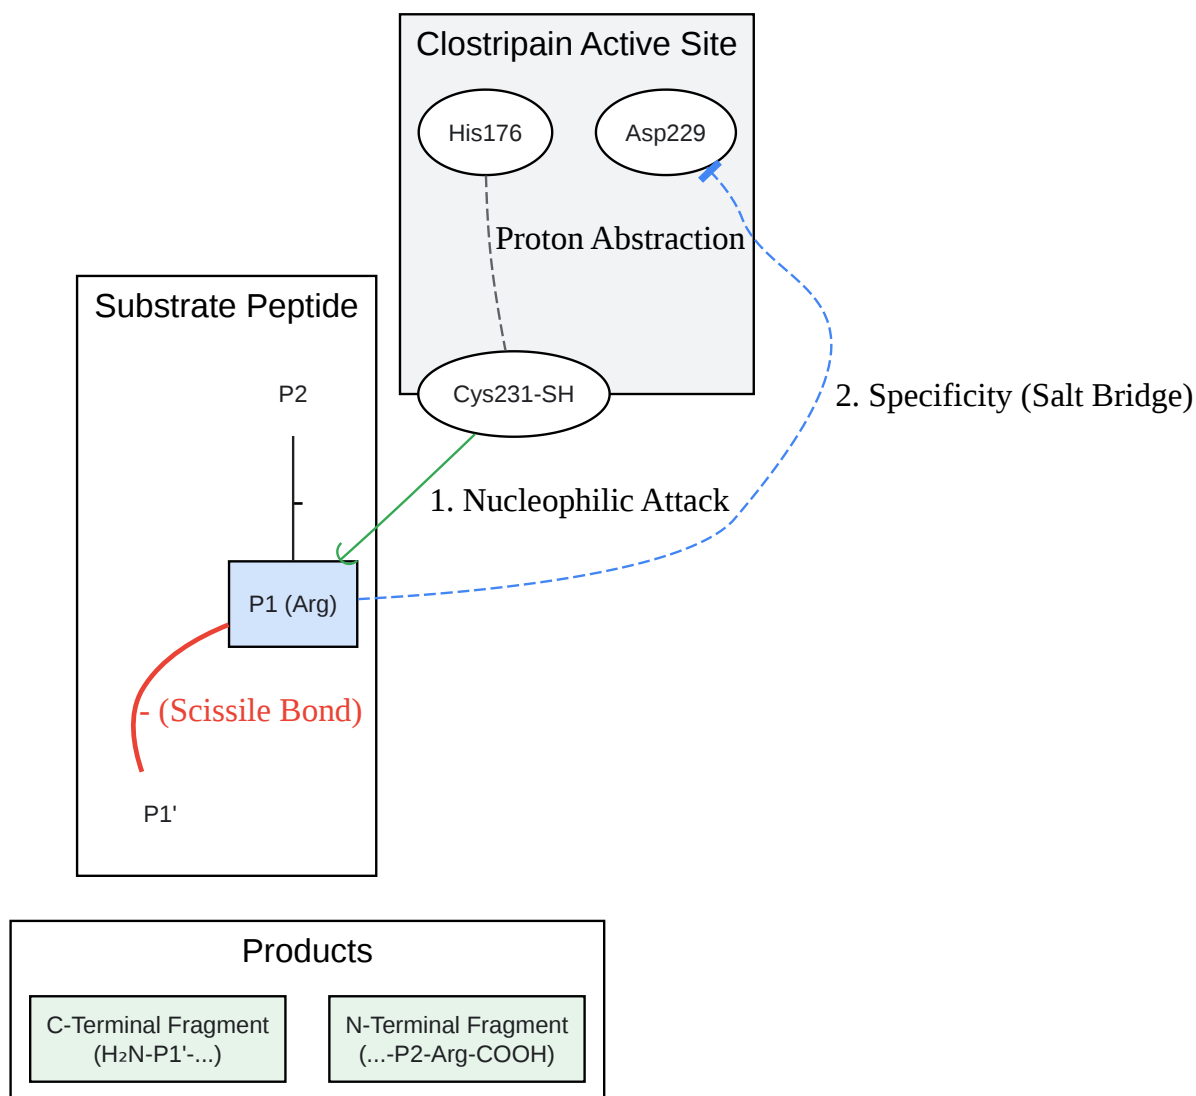 Clostripain Active Site
His176
Asp229
Proton Abstraction
Substrate Peptide
P2
Cys231-SH
2. Specificity (Salt Bridge)
-
1. Nucleophilic Attack
P1 (Arg)
- (Scissile Bond)
P1'
Products
C-Terminal Fragment
(H₂N-P1'-...)
N-Terminal Fragment
(...-P2-Arg-COOH)